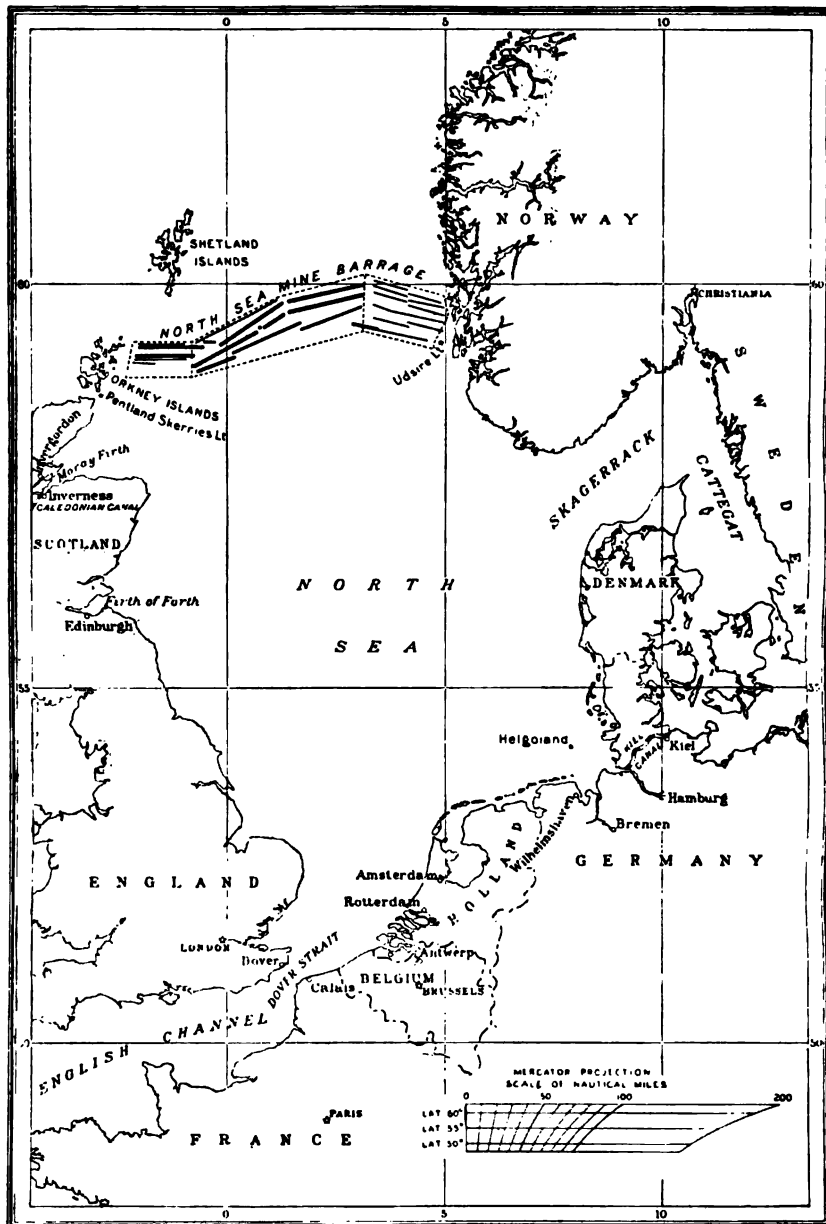 0
5
10
NORWAY
SHETLAND
ISLANDS
NORTH SEA MINE BARRAGE
60
60
CHRISTIANIA
Udsire Lt.
ORKNEY ISLANDS
Pentland Skerries Lt
SWEDEN
Invergordon
Moray Firth
SKAGERRACK
CATTEGAT
Inverness
CALEDONIAN CANAL
SCOTLAND
NORTH
SEA
DENMARK
Firth of Forth
Edinburgh
55
55
Helgoland
KIEL
CANAL
Kiel
Hamburg
Bremen
Wilhelmshaven
HOLLAND
GERMANY
ENGLAND
Amsterdam
Rotterdam
LONDON
Dover
DOVER STRAIT
Antwerp
Calais
BELGIUM
BRUSSELS
ENGLISH CHANNEL
50
50
MERCATOR PROJECTION
SCALE OF NAUTICAL MILES
0 50 100 200
LAT 60°
LAT 55°
LAT 50°
PARIS
FRANCE
0
5
10